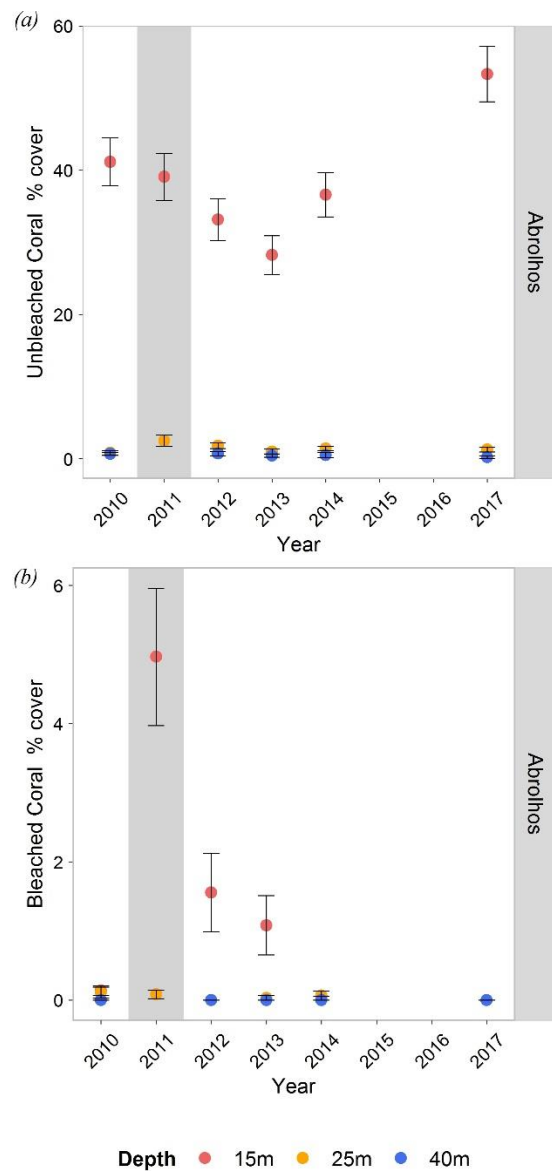 (a)
60
40
20
0
Unbleached Coral % cover
2010 2011 2012 2013 2014 2015 2016 2017
Year
Abrolhos
(b)
6
4
2
0
Bleached Coral % cover
2010 2011 2012 2013 2014 2015 2016 2017
Year
Abrolhos
Depth 15m 25m 40m